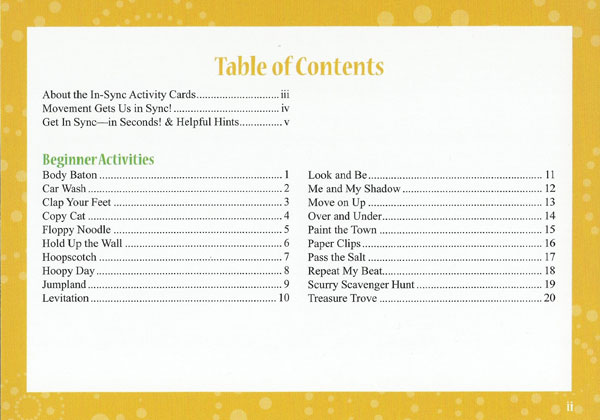 Table of Contents
About the In-Sync Activity Cards.............................. iii
Movement Gets Us in Sync!...................................... iv
Get In Sync—in Seconds! & Helpful Hints............... v
Beginner Activities
Body Baton .................................................................. 1
Car Wash ..................................................................... 2
Clap Your Feet ............................................................ 3
Copy Cat ..................................................................... 4
Floppy Noodle ............................................................ 5
Hold Up the Wall ........................................................ 6
Hoopscotch ................................................................. 7
Hoopy Day .................................................................. 8
Jumpland ..................................................................... 9
Levitation .................................................................. 10
Look and Be.............................................................. 11
Me and My Shadow .................................................. 12
Move on Up .............................................................. 13
Over and Under......................................................... 14
Paint the Town .......................................................... 15
Paper Clips................................................................ 16
Pass the Salt .............................................................. 17
Repeat My Beat......................................................... 18
Scurry Scavenger Hunt ............................................. 19
Treasure Trove .......................................................... 20
ii